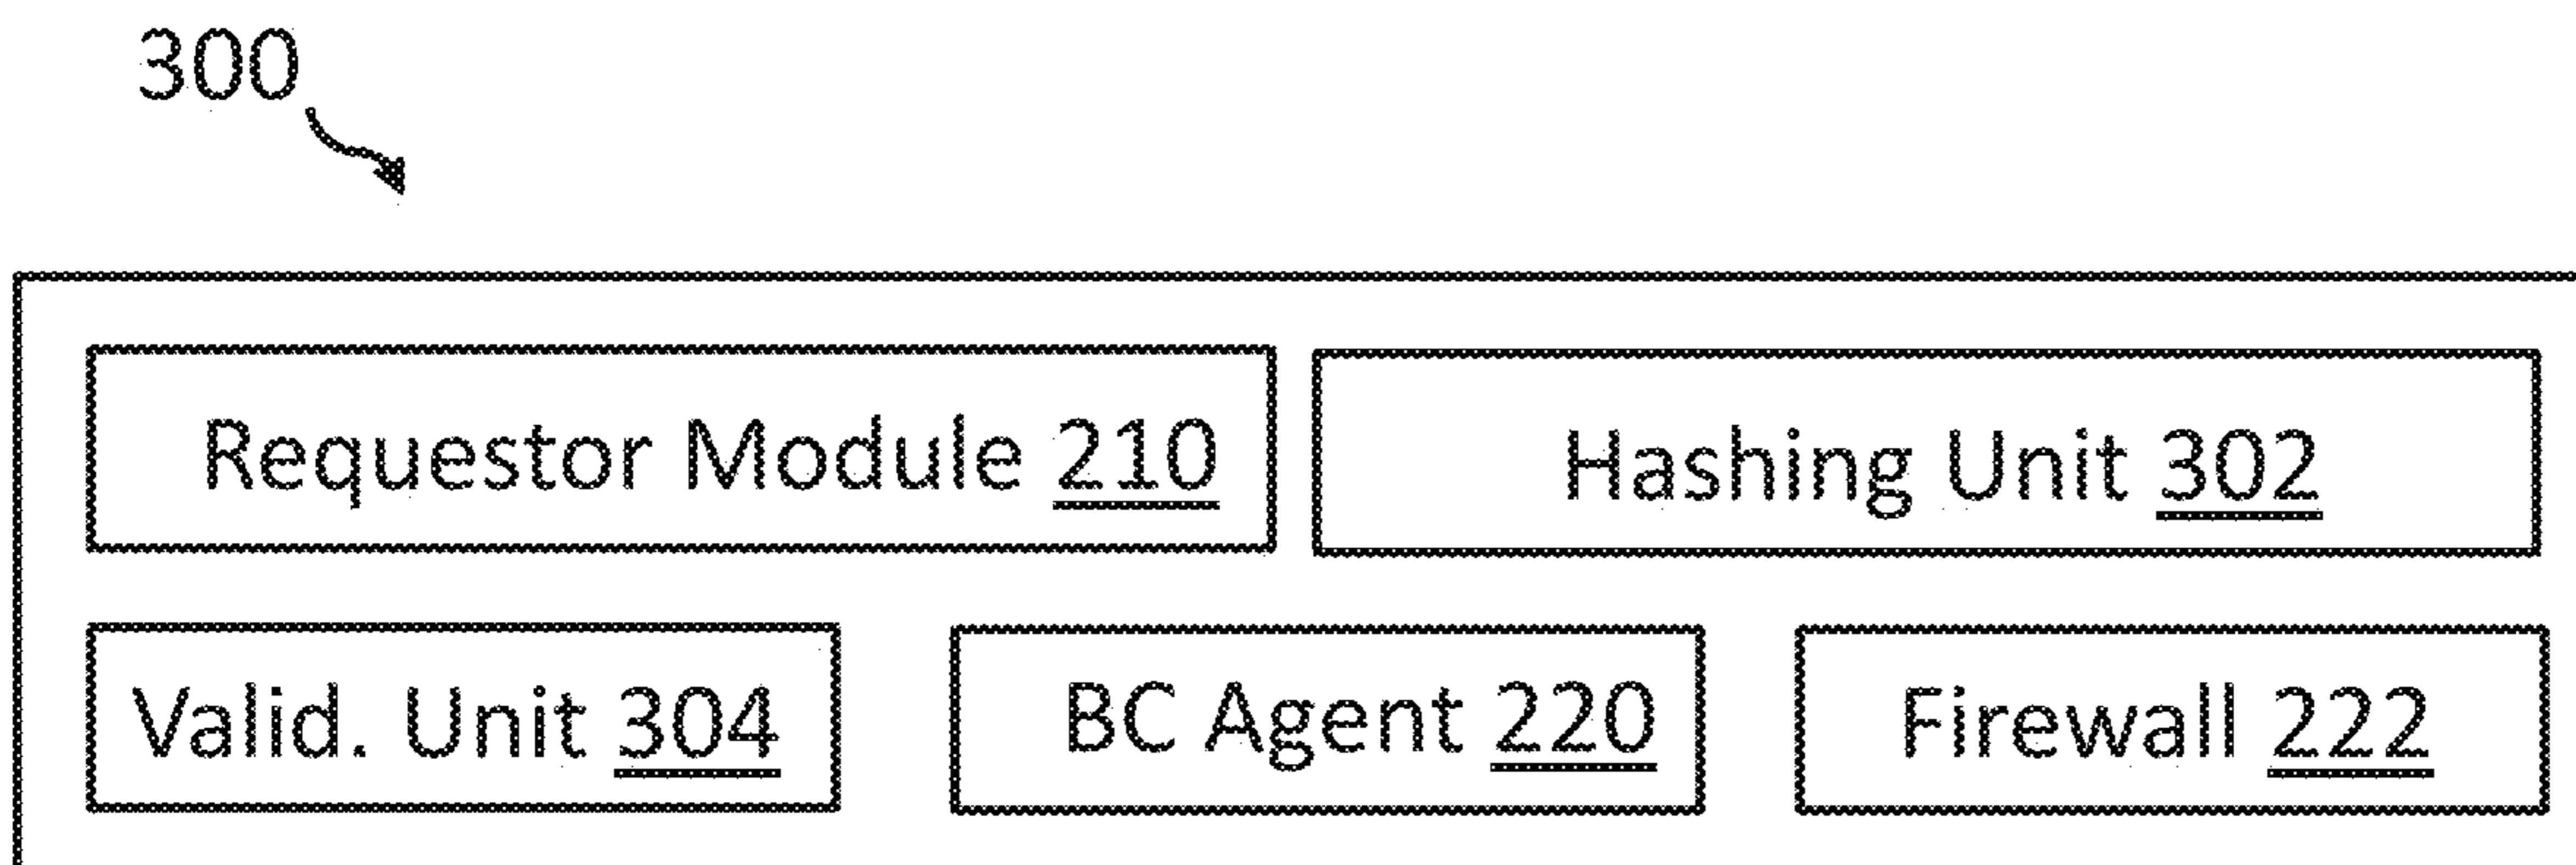 300
Requestor Module 210
Hashing Unit 302
Valid. Unit 304
BC Agent 220
Firewall 222